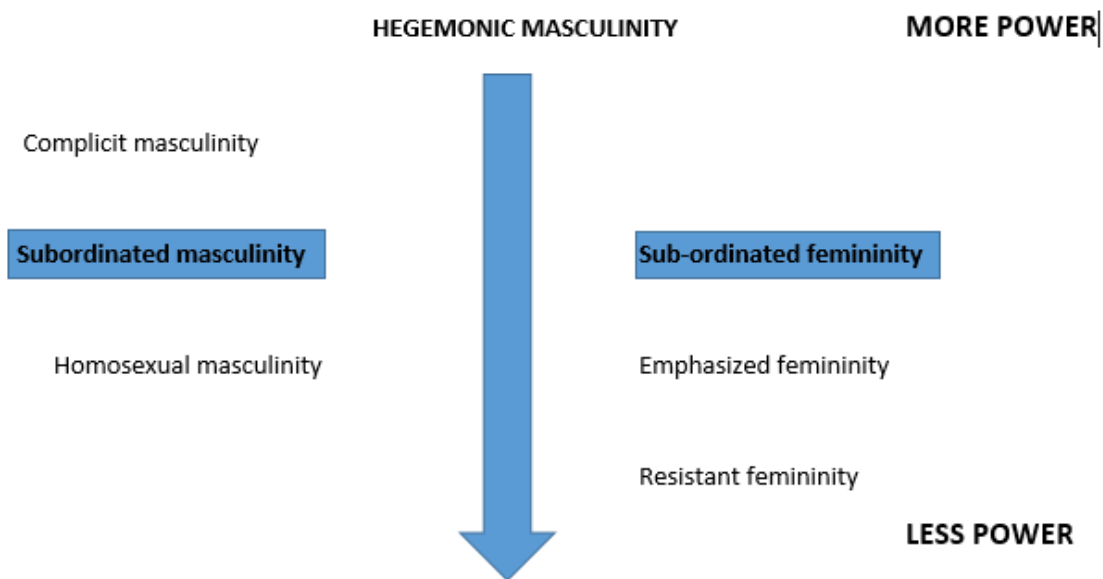 HEGEMONIC MASCULINITY MORE POWER
Complicit masculinity
Subordinated masculinity Sub-ordinated femininity
Homosexual masculinity Emphasized femininity
Resistant femininity
LESS POWER